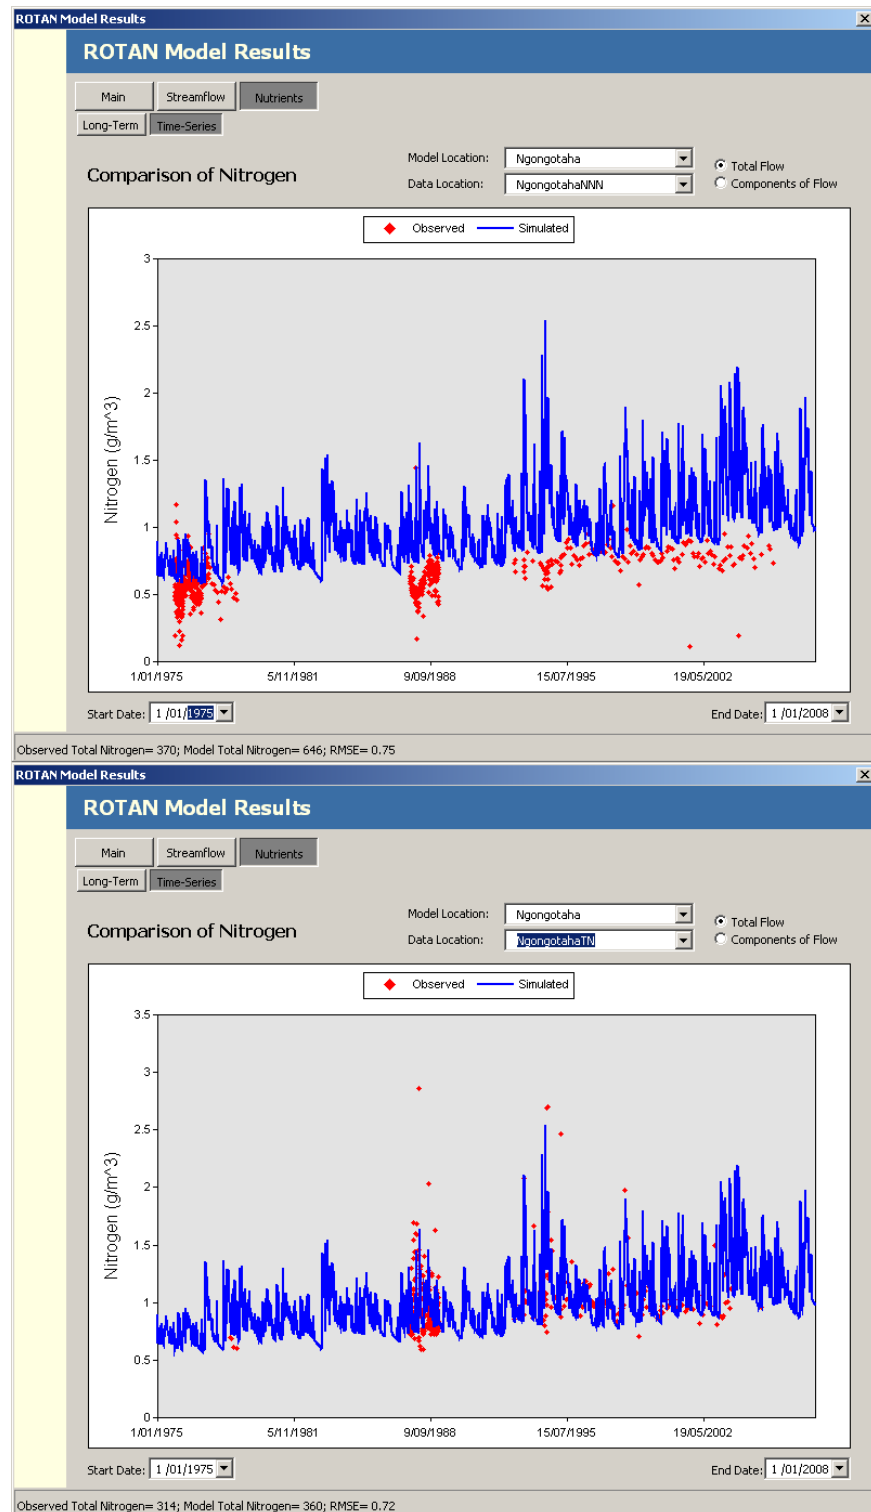 ROTAN Model Results
ROTAN Model Results
Main Streamflow Nutrients
Long-Term Time-Series
Comparison of Nitrogen
Model Location: Ngongotaha
Data Location: NgongotahaNNN
Total Flow
Components of Flow
Observed Simulated
Nitrogen (g/m^3)
3
2.5
2
1.5
1
0.5
0
1/01/1975 5/11/1981 9/09/1988 15/07/1995 19/05/2002
Start Date: 1 /01/1975 End Date: 1 /01/2008
Observed Total Nitrogen= 370; Model Total Nitrogen= 646; RMSE= 0.75
ROTAN Model Results
ROTAN Model Results
Main Streamflow Nutrients
Long-Term Time-Series
Comparison of Nitrogen
Model Location: Ngongotaha
Data Location: NgongotahaTN
Total Flow
Components of Flow
Observed Simulated
Nitrogen (g/m^3)
3.5
3
2.5
2
1.5
1
0.5
0
1/01/1975 5/11/1981 9/09/1988 15/07/1995 19/05/2002
Start Date: 1 /01/1975 End Date: 1 /01/2008
Observed Total Nitrogen= 314; Model Total Nitrogen= 360; RMSE= 0.72